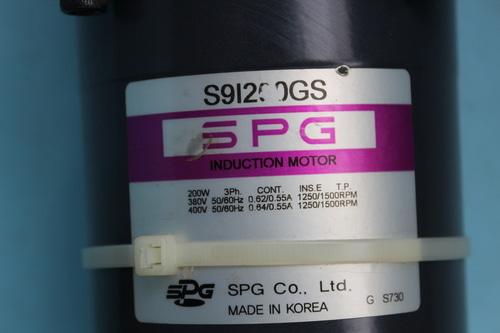 S9I200GS
SPG
INDUCTION MOTOR
200W 3Ph. CONT. INS.E T.P.
380V 50/60Hz 0.62/0.55A 1250/1500RPM
400V 50/60Hz 0.64/0.55A 1250/1500RPM
SPG SPG Co., Ltd.
MADE IN KOREA G S730